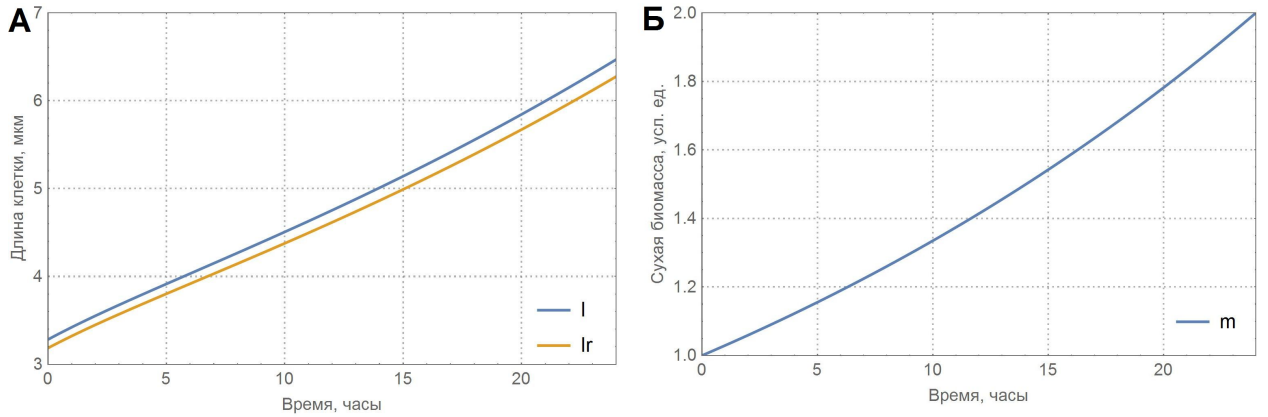 А
Длина клетки, мкм
7
6
5
4
3
0 5 10 15 20
Время, часы
l
lr
Б
Сухая биомасса, усл. ед.
2.0
1.8
1.6
1.4
1.2
1.0
0 5 10 15 20
Время, часы
m